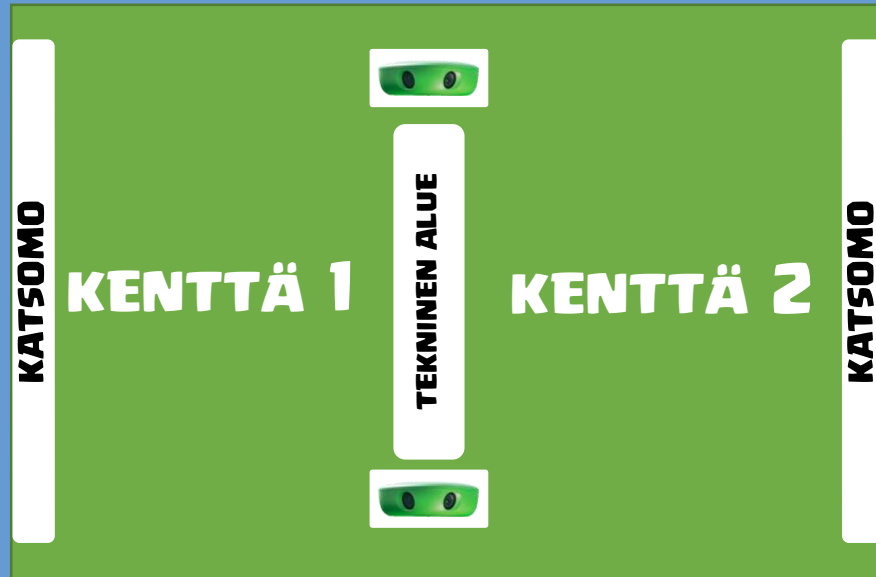 KATSOMO
KENTTÄ 1
TEKNINEN ALUE
KENTTÄ 2
KATSOMO